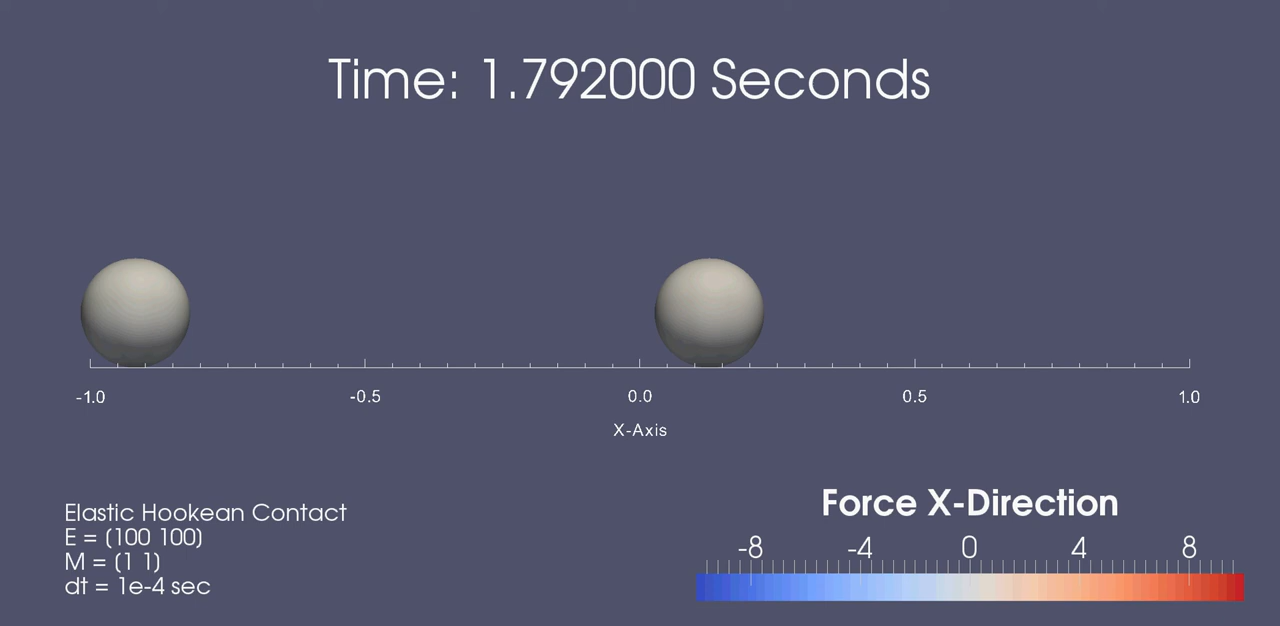 Time: 1.792000 Seconds
-1.0 -0.5 0.0 0.5 1.0
X-Axis
Elastic Hookean Contact
E = (100 100)
M = (1 1)
dt = 1e-4 sec
Force X-Direction
-8 -4 0 4 8